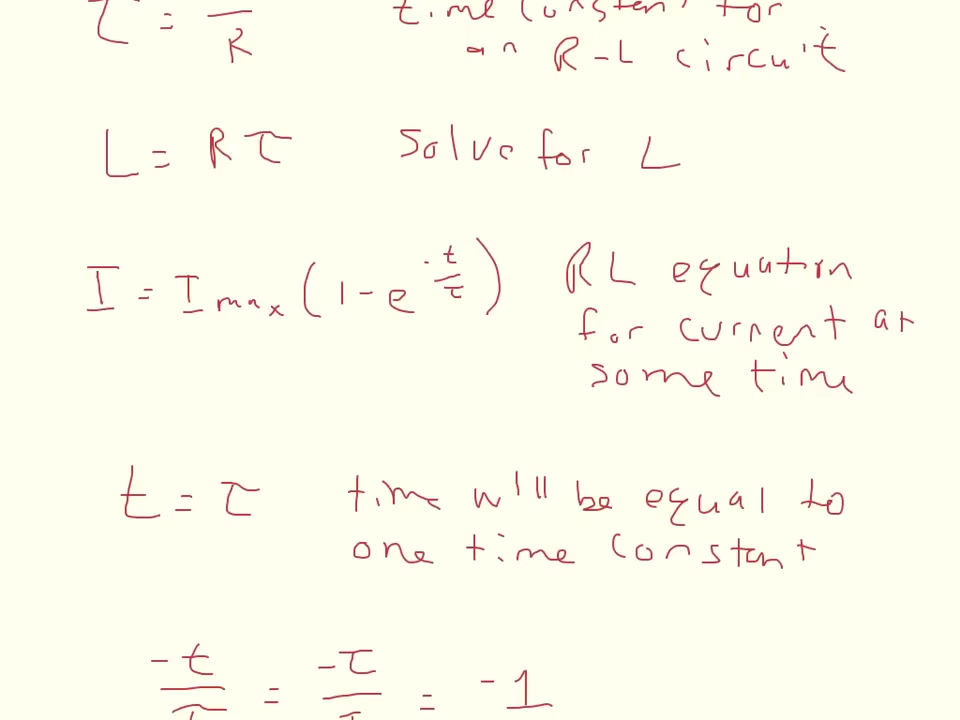 τ = —/R time constant for
an R-L circuit
L = Rτ Solve for L
I = Imax (1 - e^(-t/τ)) RL equation
for current at
some time
t = τ time will be equal to
one time constant
-t/τ = -τ/τ = -1